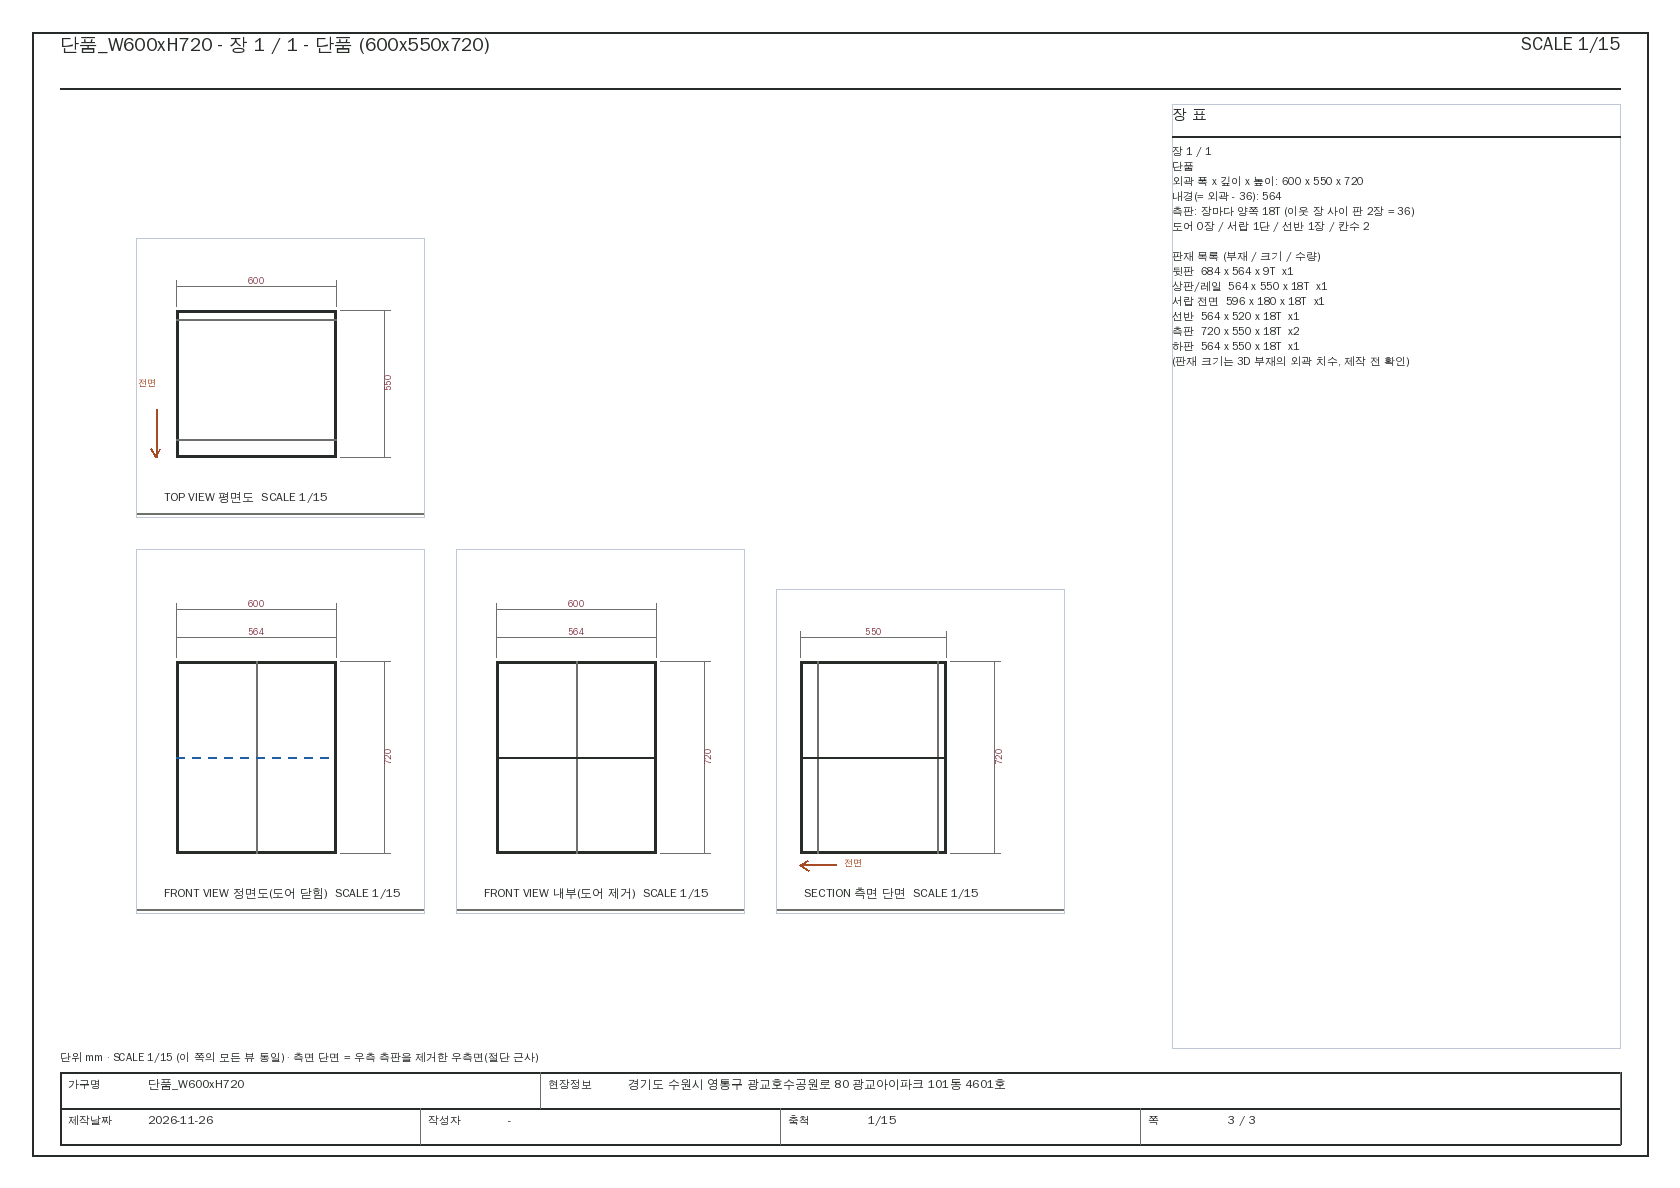 단품_W600xH720 - 장 1 / 1 - 단품 (600x550x720)
SCALE 1/15
장 표
장 1 / 1
단품
외곽 폭 x 깊이 x 높이: 600 x 550 x 720
내경(= 외곽 - 36): 564
측판: 장마다 양쪽 18T (이웃 장 사이 판 2장 = 36)
도어 0장 / 서랍 1단 / 선반 1장 / 칸수 2
판재 목록 (부재 / 크기 / 수량)
뒷판 684 x 564 x 9T x1
상판/레일 564 x 550 x 18T x1
서랍 전면 596 x 180 x 18T x1
선반 564 x 520 x 18T x1
측판 720 x 550 x 18T x2
하판 564 x 550 x 18T x1
(판재 크기는 3D 부재의 외곽 치수, 제작 전 확인)
600
550
전면
TOP VIEW 평면도 SCALE 1/15
600
564
720
FRONT VIEW 정면도(도어 닫힘) SCALE 1/15
600
564
720
FRONT VIEW 내부(도어 제거) SCALE 1/15
550
720
전면
SECTION 측면 단면 SCALE 1/15
단위 mm · SCALE 1/15 (이 쪽의 모든 뷰 동일) · 측면 단면 = 우측 측판을 제거한 우측면(절단 근사)
가구명 단품_W600xH720 현장정보 경기도 수원시 영통구 광교호수공원로 80 광교아이파크 101동 4601호
제작날짜 2026-11-26 작성자 - 축척 1/15 쪽 3 / 3